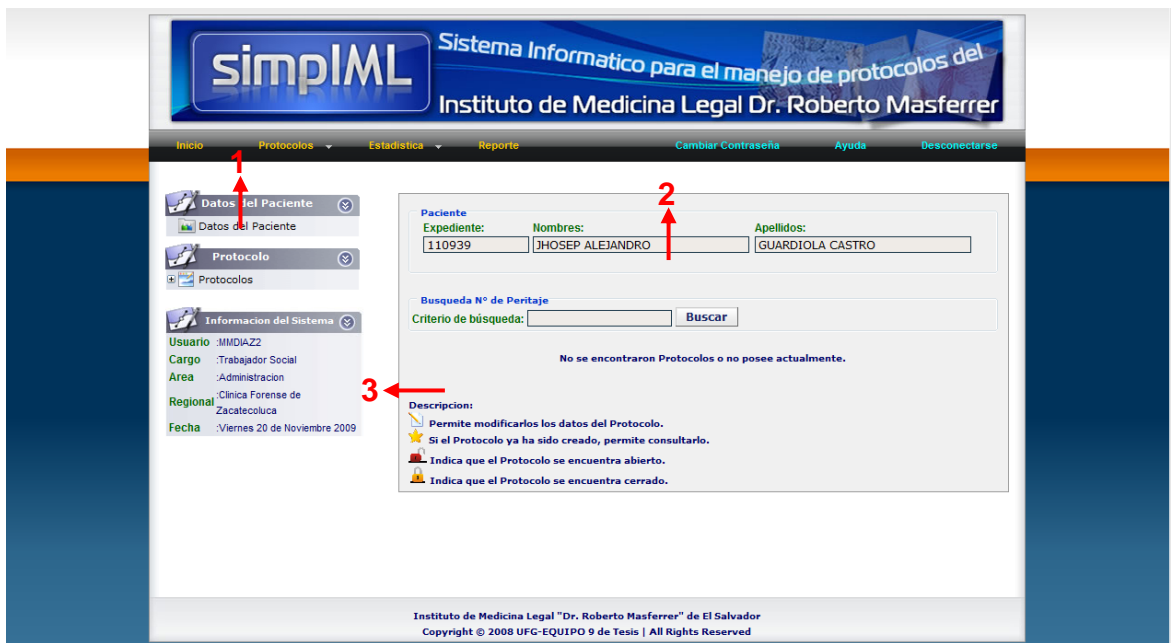 simpIML
Sistema Informatico para el manejo de protocolos del
Instituto de Medicina Legal Dr. Roberto Masferrer
Inicio Protocolos Estadistica Reporte Cambiar Contraseña Ayuda Desconectarse
1
2
3
Datos del Paciente
Datos del Paciente
Protocolo
Protocolos
Informacion del Sistema
Usuario :MMDIAZ2
Cargo :Trabajador Social
Area :Administracion
Regional :Clinica Forense de
Zacatecoluca
Fecha :Viernes 20 de Noviembre 2009
Paciente
Expediente: Nombres: Apellidos:
110939 JHOSEP ALEJANDRO GUARDIOLA CASTRO
Busqueda Nº de Peritaje
Criterio de búsqueda: Buscar
No se encontraron Protocolos o no posee actualmente.
Descripcion:
Permite modificarlos los datos del Protocolo.
Si el Protocolo ya ha sido creado, permite consultarlo.
Indica que el Protocolo se encuentra abierto.
Indica que el Protocolo se encuentra cerrado.
Instituto de Medicina Legal "Dr. Roberto Masferrer" de El Salvador
Copyright © 2008 UFG-EQUIPO 9 de Tesis | All Rights Reserved